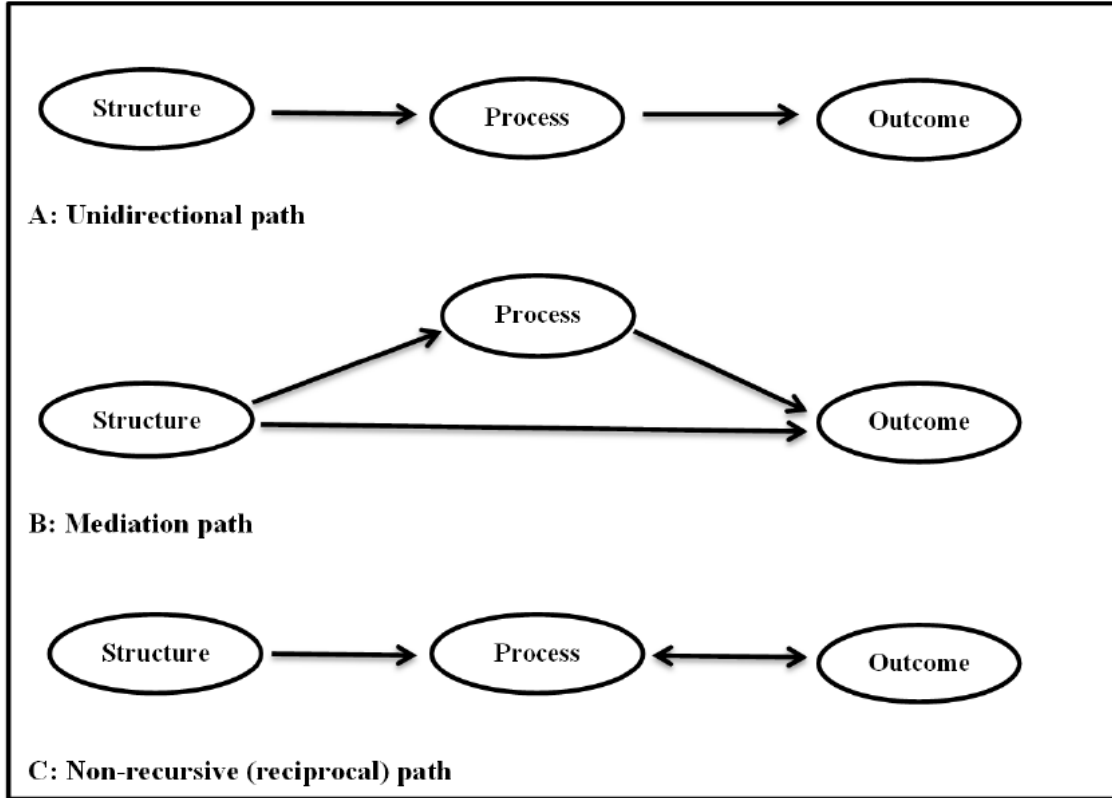 Structure Process Outcome
A: Unidirectional path
Process
Structure Outcome
B: Mediation path
Structure Process Outcome
C: Non-recursive (reciprocal) path